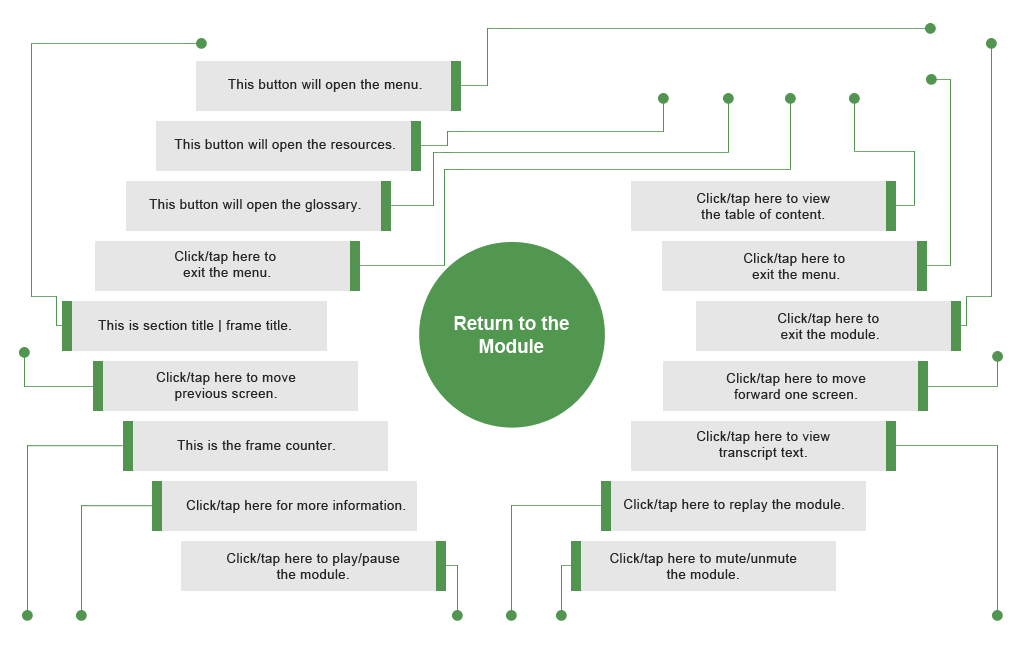 This button will open the menu.
This button will open the resources.
This button will open the glossary.
Click/tap here to
exit the menu.
This is section title | frame title.
Click/tap here to move
previous screen.
This is the frame counter.
Click/tap here for more information.
Click/tap here to play/pause
the module.
Return to the
Module
Click/tap here to view
the table of content.
Click/tap here to
exit the menu.
Click/tap here to
exit the module.
Click/tap here to move
forward one screen.
Click/tap here to view
transcript text.
Click/tap here to replay the module.
Click/tap here to mute/unmute
the module.